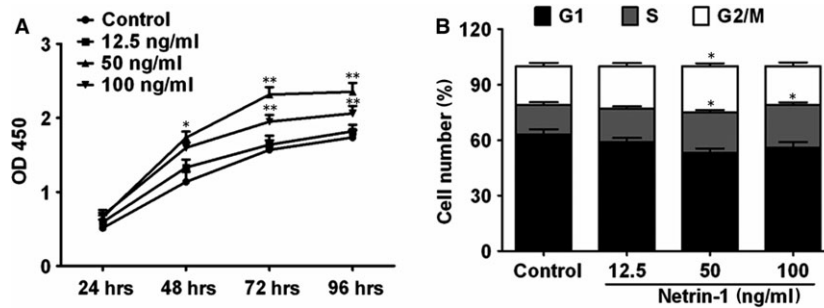 A
Control
12.5 ng/ml
50 ng/ml
100 ng/ml
3
2
1
0
OD 450
*
**
**
**
**
24 hrs 48 hrs 72 hrs 96 hrs
B
G1 S G2/M
120
90
60
30
0
Cell number (%)
*
*
*
Control 12.5 50 100
Netrin-1 (ng/ml)